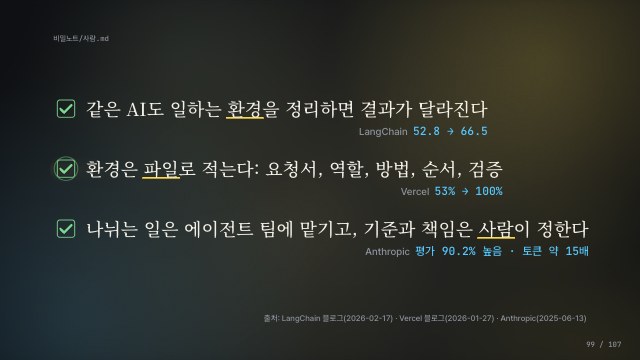 비밀노트/사람.md
같은 AI도 일하는 환경을 정리하면 결과가 달라진다
LangChain 52.8 → 66.5
환경은 파일로 적는다: 요청서, 역할, 방법, 순서, 검증
Vercel 53% → 100%
나뉘는 일은 에이전트 팀에 맡기고, 기준과 책임은 사람이 정한다
Anthropic 평가 90.2% 높음 · 토큰 약 15배
출처: LangChain 블로그(2026-02-17) · Vercel 블로그(2026-01-27) · Anthropic(2025-06-13)
99 / 107